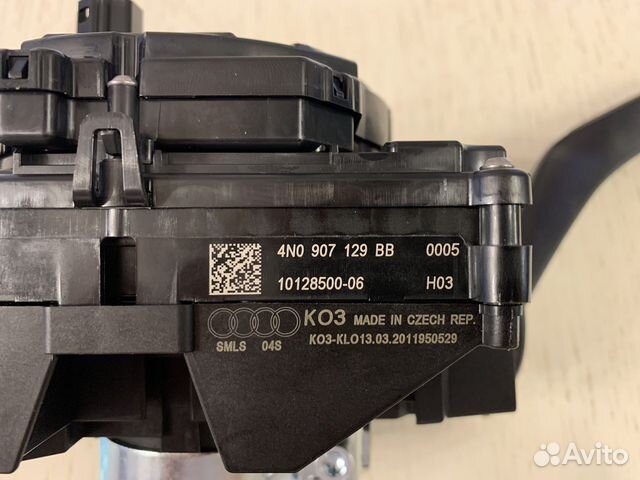 4N0 907 129 BB 0005
10128500-06 H03
KO3 MADE IN CZECH REP.
SMLS 04S
KO3-KLO13.03.2011950529
Avito